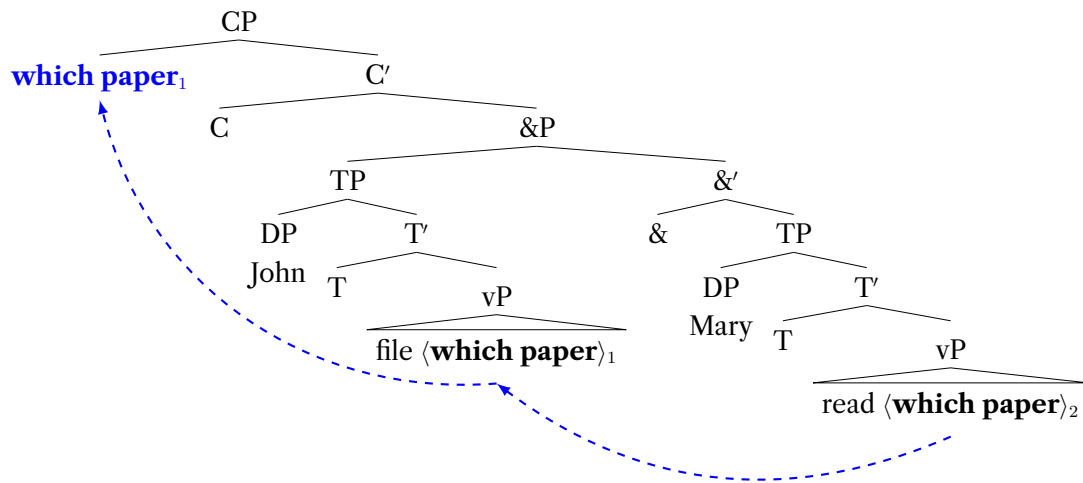 CP
which paper₁ C′
C &P
TP &′
DP T′ & TP
John T vP DP T′
Mary T vP
file ⟨which paper⟩₁
read ⟨which paper⟩₂